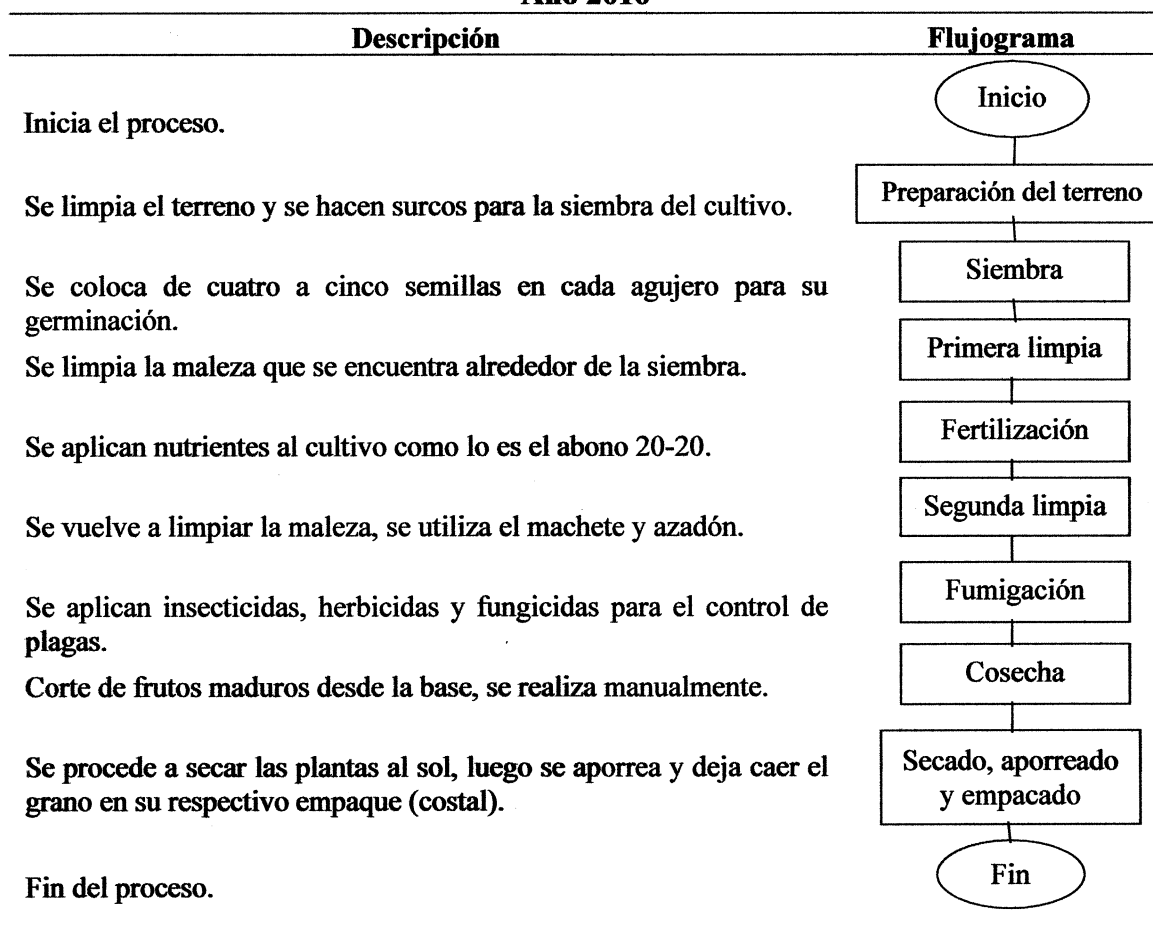 Descripción Flujograma
Inicio
Inicia el proceso.
Preparación del terreno
Se limpia el terreno y se hacen surcos para la siembra del cultivo.
Siembra
Se coloca de cuatro a cinco semillas en cada agujero para su
germinación.
Primera limpia
Se limpia la maleza que se encuentra alrededor de la siembra.
Fertilización
Se aplican nutrientes al cultivo como lo es el abono 20-20.
Segunda limpia
Se vuelve a limpiar la maleza, se utiliza el machete y azadón.
Fumigación
Se aplican insecticidas, herbicidas y fungicidas para el control de
plagas.
Cosecha
Corte de frutos maduros desde la base, se realiza manualmente.
Secado, aporreado
y empacado
Se procede a secar las plantas al sol, luego se aporrea y deja caer el
grano en su respectivo empaque (costal).
Fin
Fin del proceso.